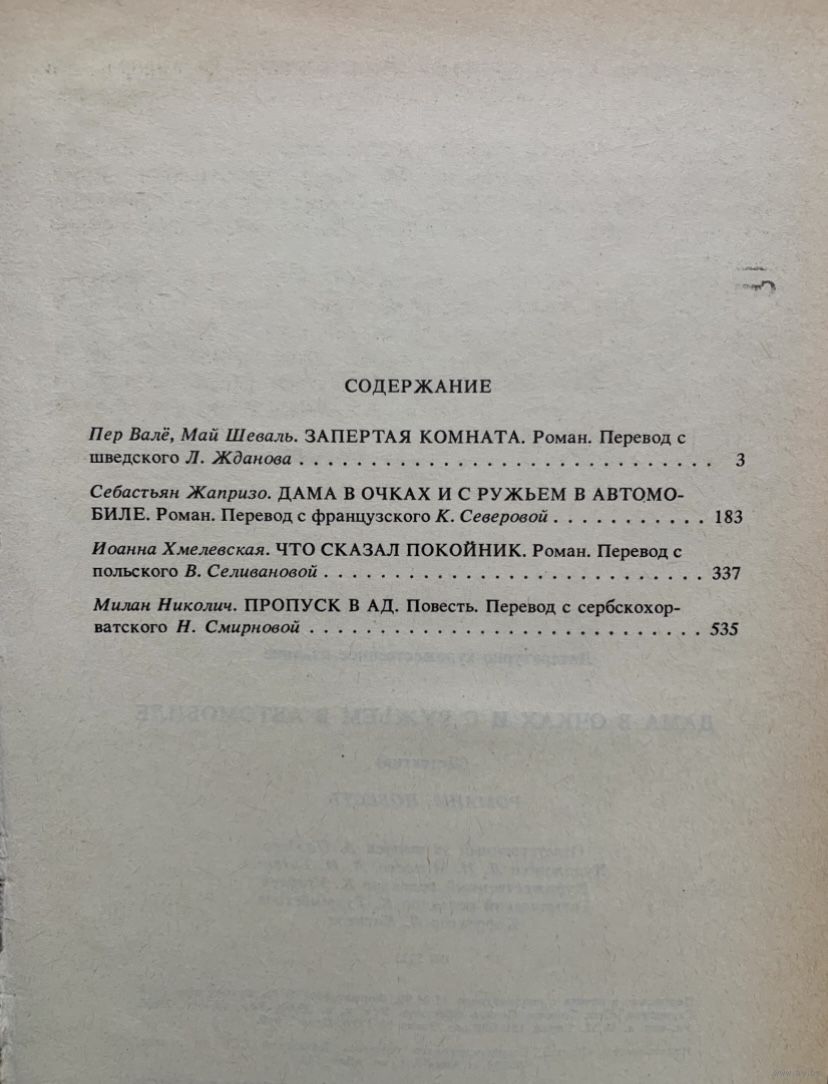 СОДЕРЖАНИЕ
Пер Валё, Май Шеваль. ЗАПЕРТАЯ КОМНАТА. Роман. Перевод с
шведского Л. Жданова . . . . . . . . . . . . . . . . . . . . . . . . . . . . . . 3
Себастьян Жапризо. ДАМА В ОЧКАХ И С РУЖЬЕМ В АВТОМО-
БИЛЕ. Роман. Перевод с французского К. Северовой . . . . . . . . . . . 183
Иоанна Хмелевская. ЧТО СКАЗАЛ ПОКОЙНИК. Роман. Перевод с
польского В. Селивановой . . . . . . . . . . . . . . . . . . . . . . . . . . . 337
Милан Николич. ПРОПУСК В АД. Повесть. Перевод с сербскохор-
ватского Н. Смирновой . . . . . . . . . . . . . . . . . . . . . . . . . . . . 535